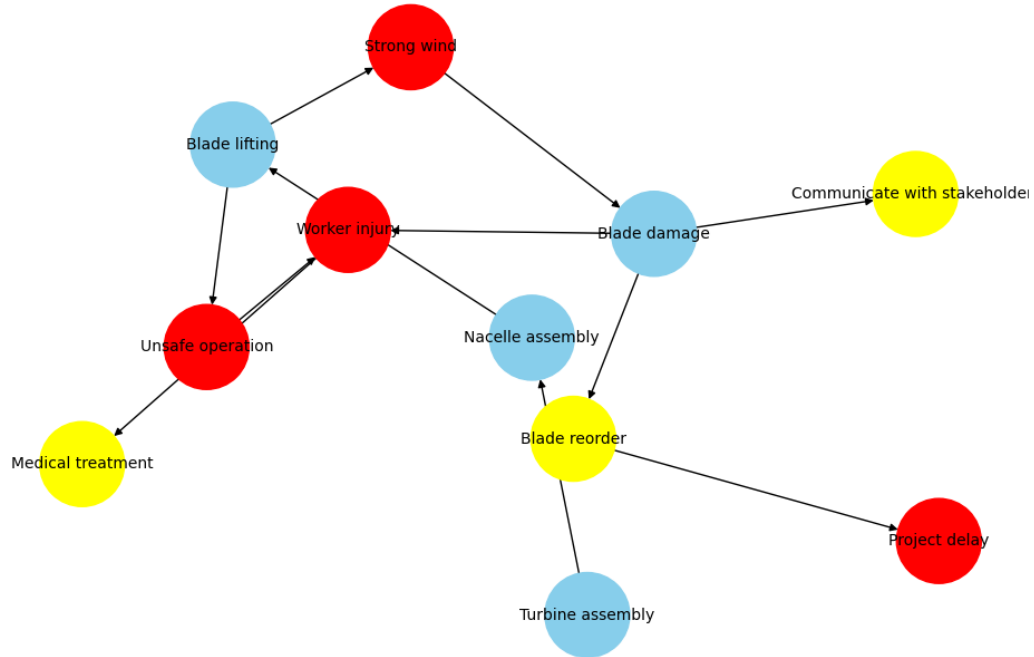 Strong wind
Blade lifting
Communicate with stakeholder
Worker injury
Blade damage
Nacelle assembly
Unsafe operation
Blade reorder
Medical treatment
Project delay
Turbine assembly